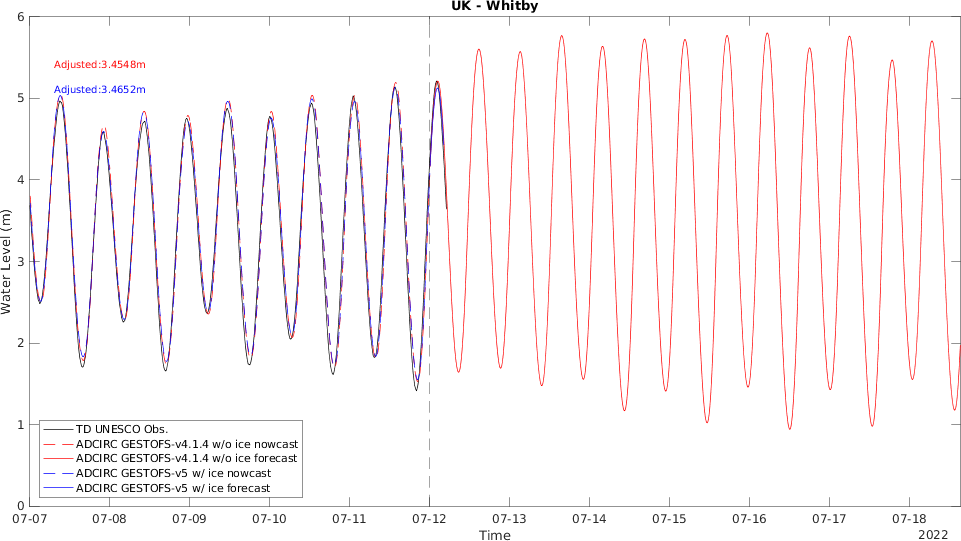 UK - Whitby
6
5
4
3
2
1
0
Water Level (m)
Adjusted:3.4548m
Adjusted:3.4652m
TD UNESCO Obs.
ADCIRC GESTOFS-v4.1.4 w/o ice nowcast
ADCIRC GESTOFS-v4.1.4 w/o ice forecast
ADCIRC GESTOFS-v5 w/ ice nowcast
ADCIRC GESTOFS-v5 w/ ice forecast
07-07 07-08 07-09 07-10 07-11 07-12 07-13 07-14 07-15 07-16 07-17 07-18
Time
2022